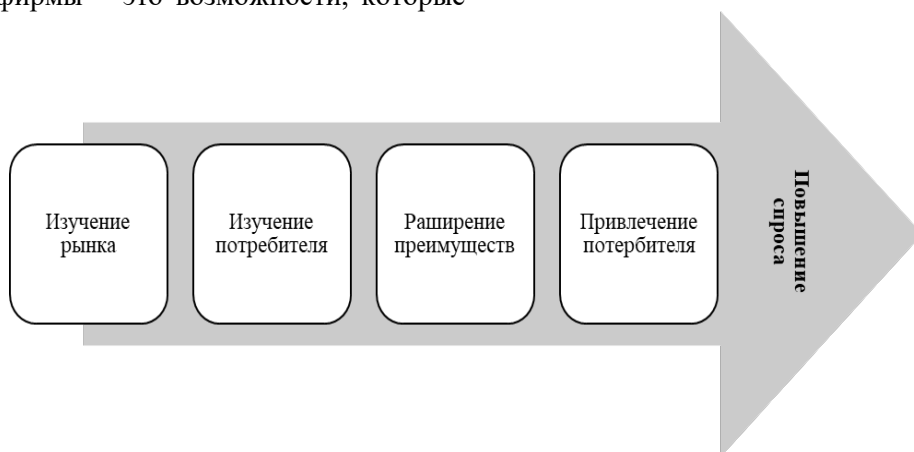 фирмы – это возможности, которые
Изучение
рынка
Изучение
потребителя
Раширение
преимуществ
Привлечение
потербителя
Повышение
спроса